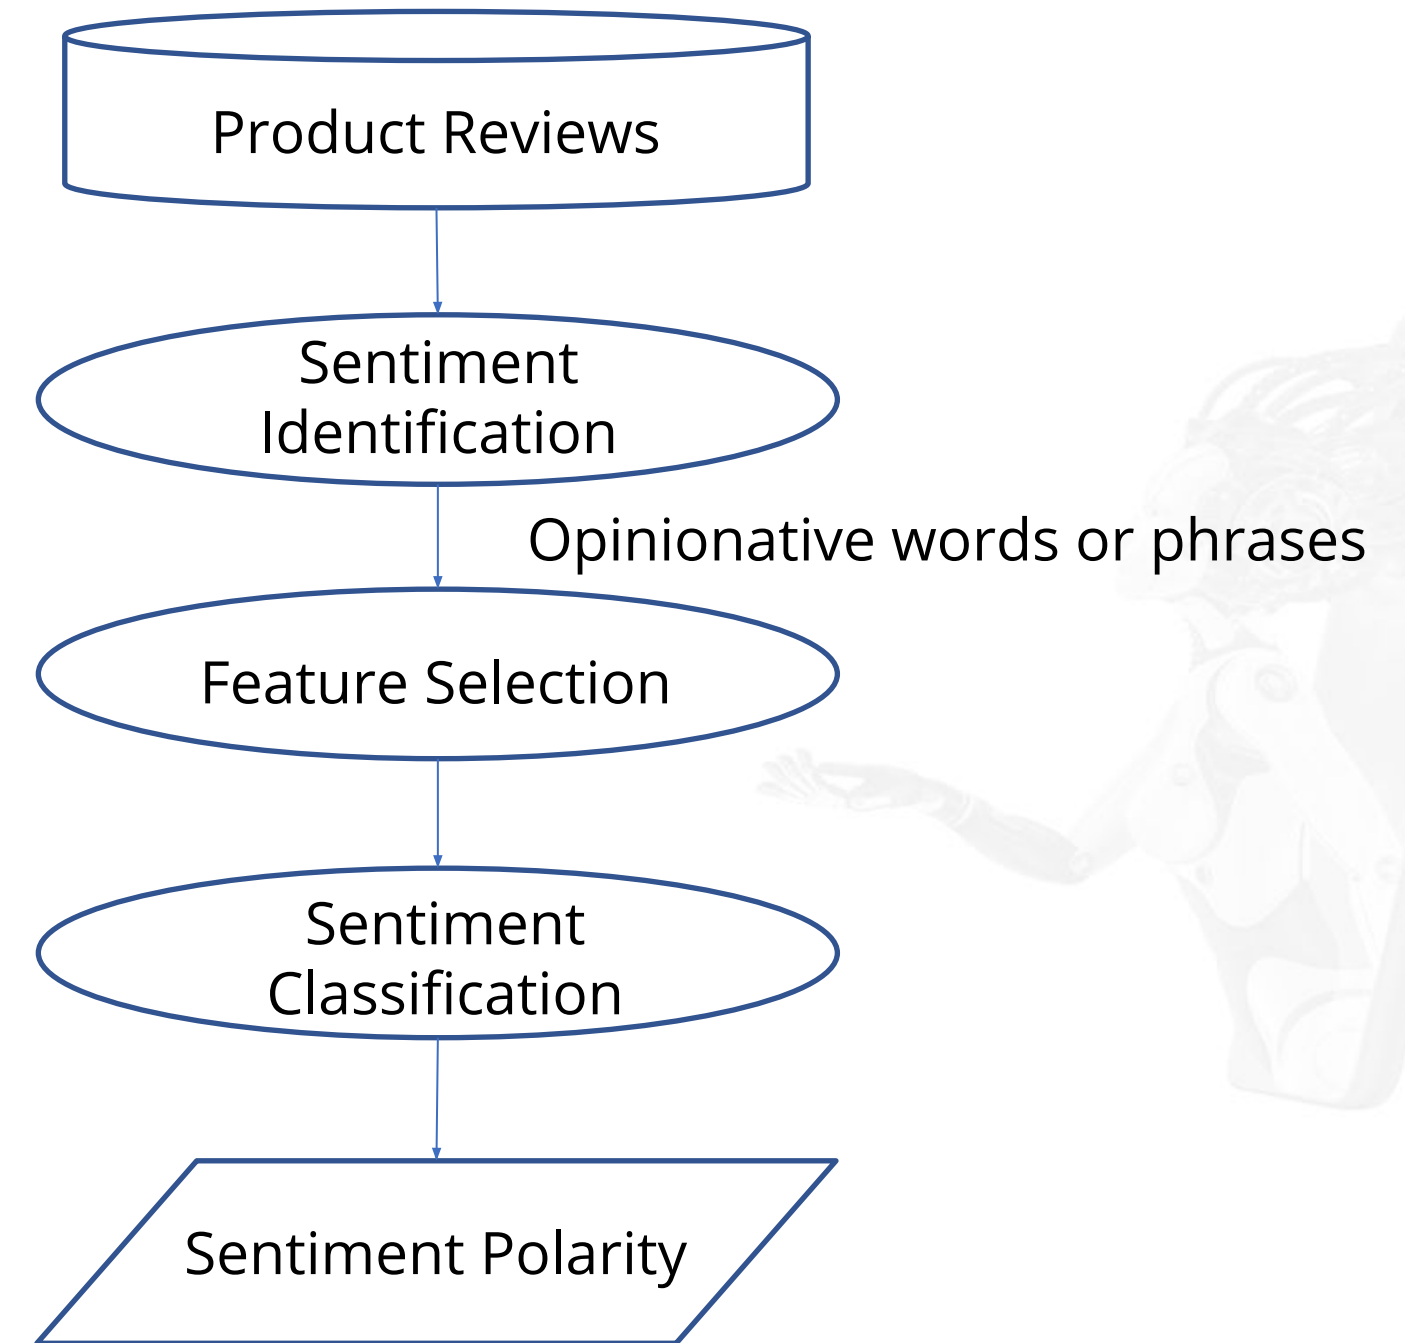 Product Reviews
Sentiment
Identification
Opinionative words or phrases
Feature Selection
Sentiment
Classification
Sentiment Polarity